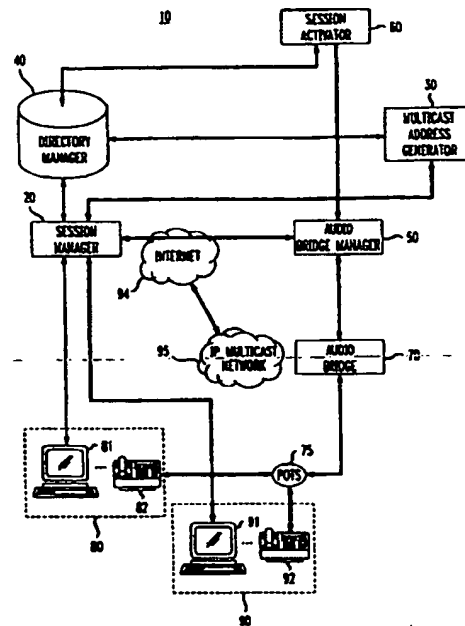 10
SESSION
ACTIVATOR
60
40
30
DIRECTORY
MANAGER
MULTICAST
ADDRESS
GENERATOR
20
SESSION
MANAGER
INTERNET
AUDIO
BRIDGE MANAGER
50
94
95
IP MULTICAST
NETWORK
AUDIO
BRIDGE
70
81
75
POTS
82
80
91
92
90